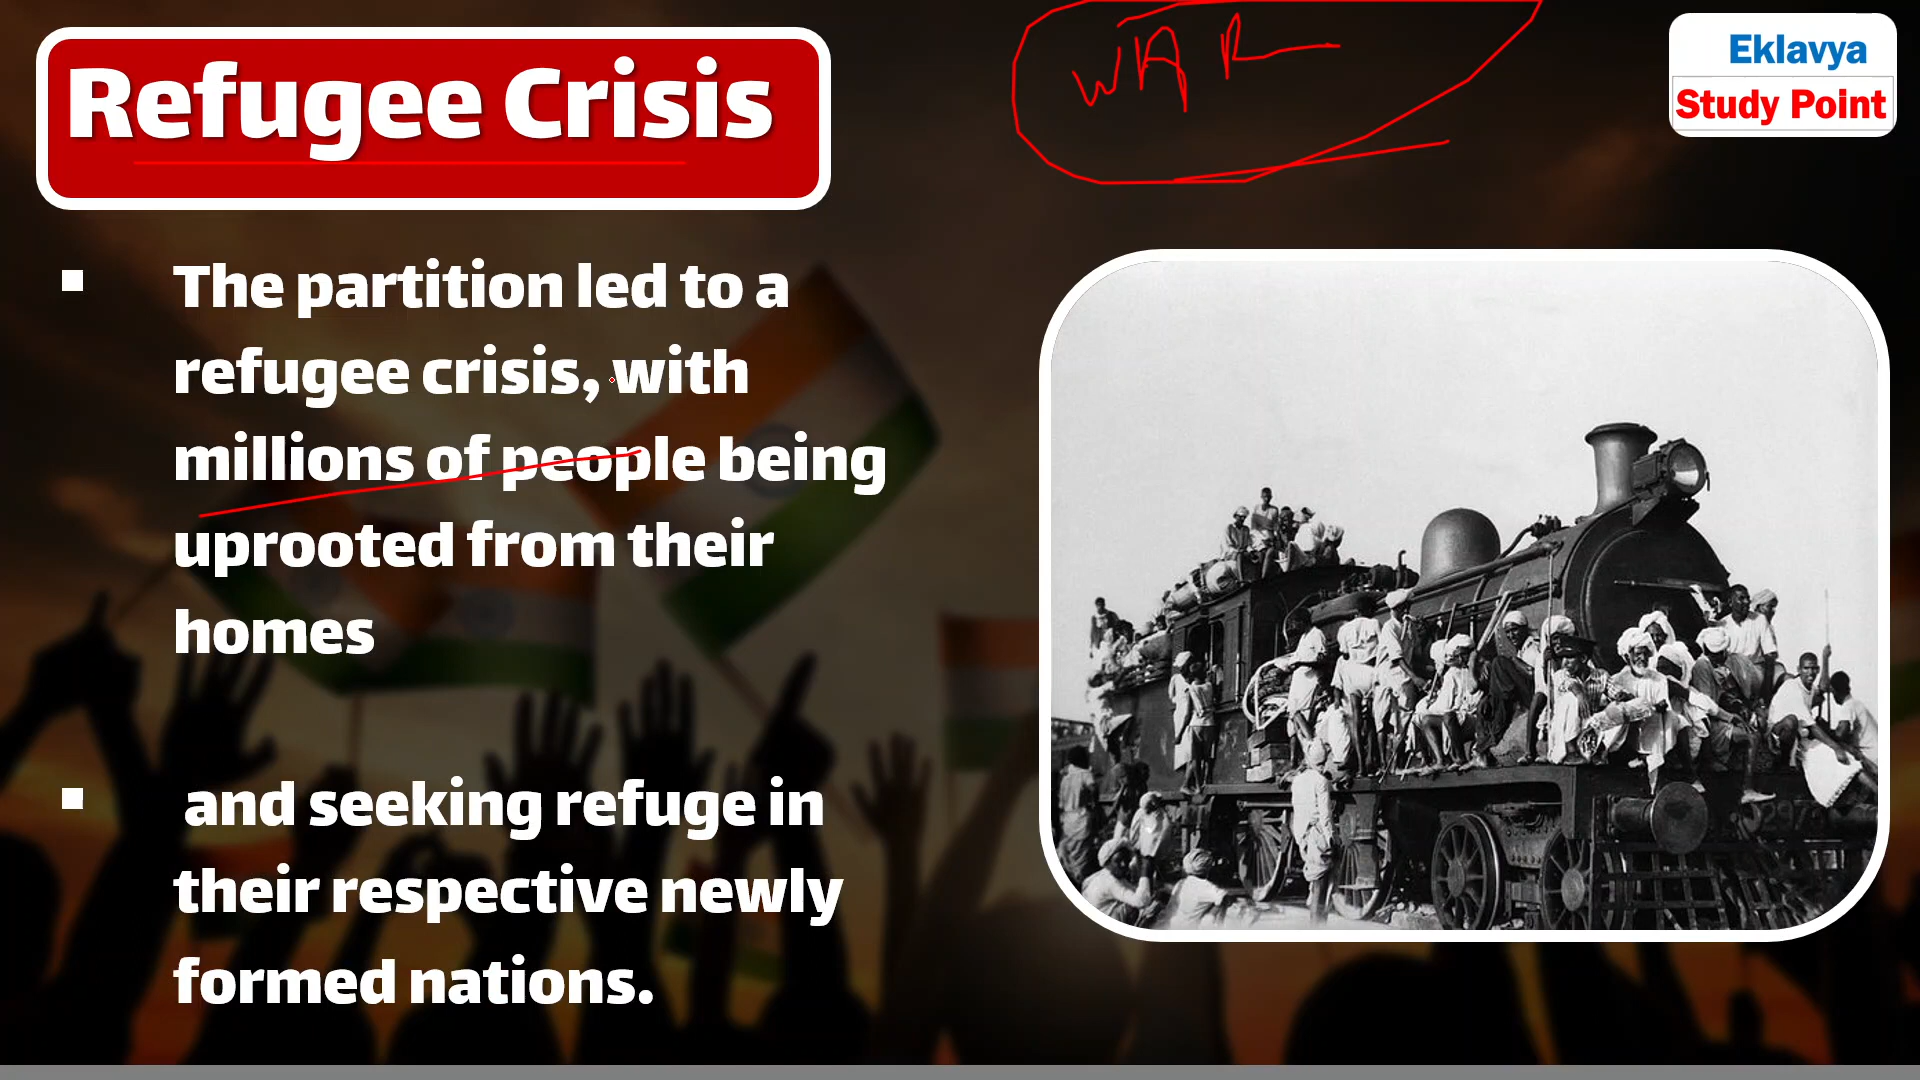 Refugee Crisis
WAR
Eklavya
Study Point
▪ The partition led to a
refugee crisis, with
millions of people being
uprooted from their
homes
▪ and seeking refuge in
their respective newly
formed nations.